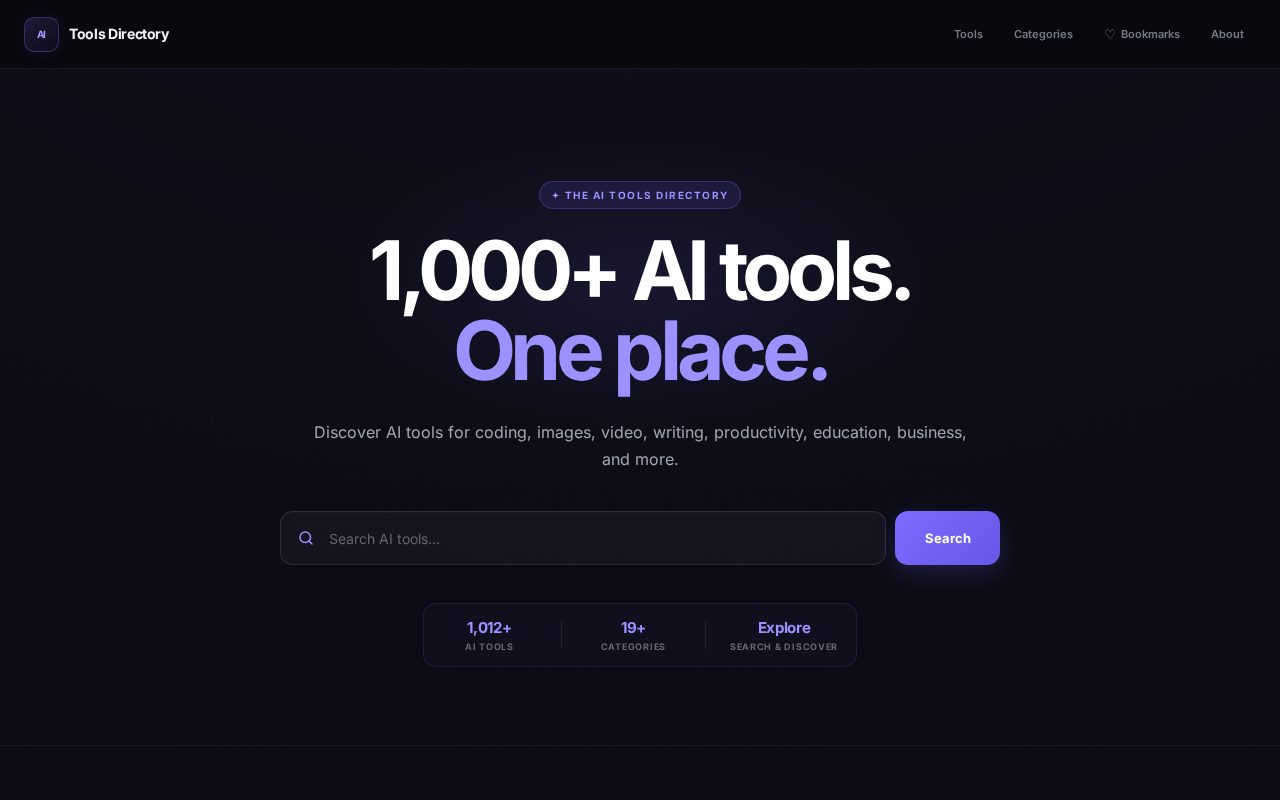 AI
Tools Directory
Tools
Categories
♡ Bookmarks
About
✦ THE AI TOOLS DIRECTORY
1,000+ AI tools.
One place.
Discover AI tools for coding, images, video, writing, productivity, education, business,
and more.
Search AI tools...
Search
1,012+
AI TOOLS
19+
CATEGORIES
Explore
SEARCH & DISCOVER